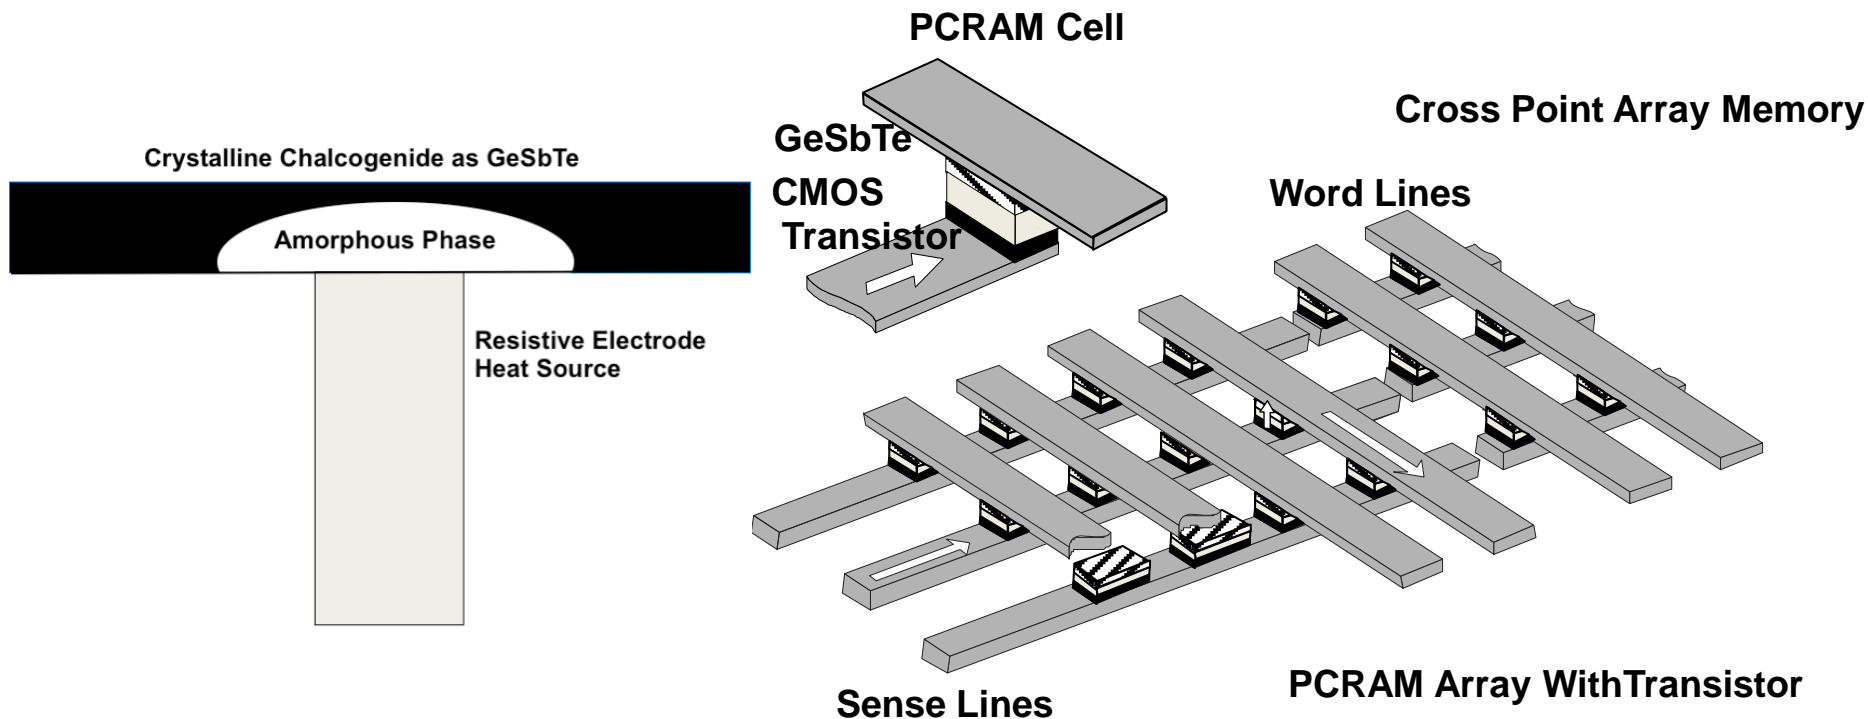 PCRAM Cell
Cross Point Array Memory
GeSbTe
Crystalline Chalcogenide as GeSbTe
CMOS
Transistor
Word Lines
Amorphous Phase
Resistive Electrode
Heat Source
PCRAM Array WithTransistor
Sense Lines